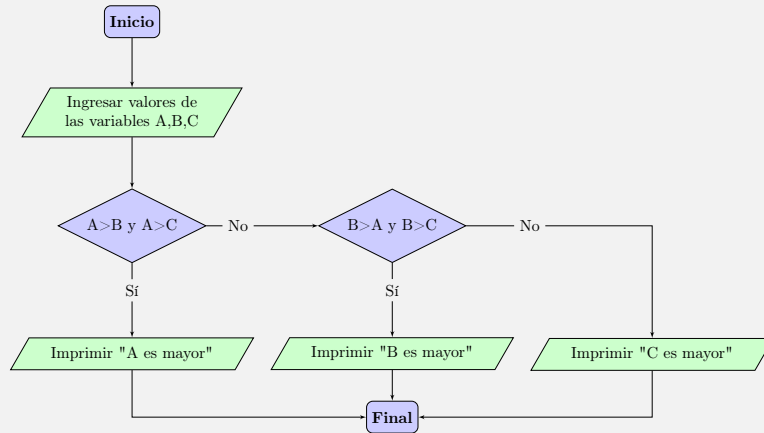 Inicio
Ingresar valores de
las variables A,B,C
A>B y A>C
No
B>A y B>C
No
Sí
Sí
Imprimir "A es mayor"
Imprimir "B es mayor"
Imprimir "C es mayor"
Final